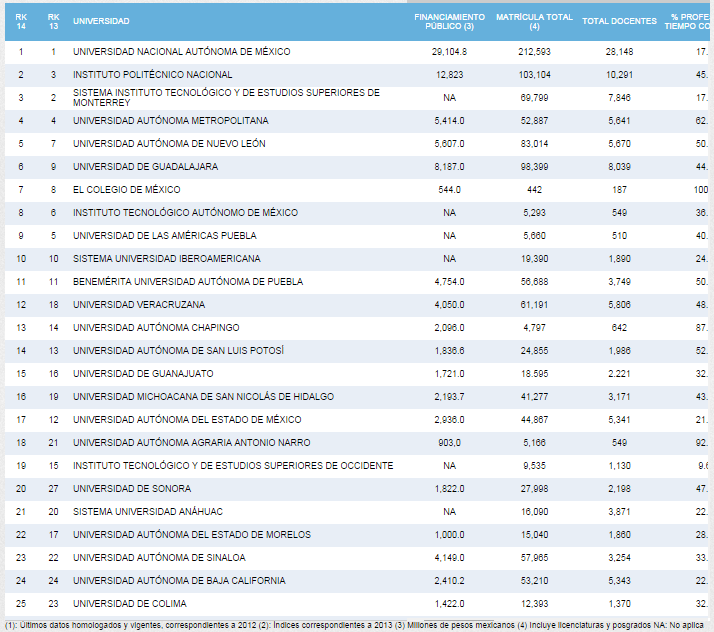 RK 14 RK 13 UNIVERSIDAD FINANCIAMIENTO PÚBLICO (3) MATRÍCULA TOTAL (4) TOTAL DOCENTES % PROFE TIEMPO CO
1 1 UNIVERSIDAD NACIONAL AUTÓNOMA DE MÉXICO 29,104.8 212,593 28,148 17.
2 3 INSTITUTO POLITÉCNICO NACIONAL 12,823 103,104 10,291 45.
3 2 SISTEMA INSTITUTO TECNOLÓGICO Y DE ESTUDIOS SUPERIORES DE MONTERREY NA 69,799 7,846 17.
4 4 UNIVERSIDAD AUTÓNOMA METROPOLITANA 5,414.0 52,887 5,641 62.
5 7 UNIVERSIDAD AUTÓNOMA DE NUEVO LEÓN 5,607.0 83,014 5,670 50.
6 9 UNIVERSIDAD DE GUADALAJARA 8,187.0 98,399 8,039 44.
7 8 EL COLEGIO DE MÉXICO 544.0 442 187 100
8 6 INSTITUTO TECNOLÓGICO AUTÓNOMO DE MÉXICO NA 5,293 549 36.
9 5 UNIVERSIDAD DE LAS AMÉRICAS PUEBLA NA 5,660 510 40.
10 10 SISTEMA UNIVERSIDAD IBEROAMERICANA NA 19,390 1,890 24.
11 11 BENEMÉRITA UNIVERSIDAD AUTÓNOMA DE PUEBLA 4,754.0 56,688 3,749 50.
12 18 UNIVERSIDAD VERACRUZANA 4,050.0 61,191 5,806 48.
13 14 UNIVERSIDAD AUTÓNOMA CHAPINGO 2,096.0 4,797 642 87.
14 13 UNIVERSIDAD AUTÓNOMA DE SAN LUIS POTOSÍ 1,836.6 24,855 1,986 52.
15 16 UNIVERSIDAD DE GUANAJUATO 1,721.0 18,595 2,221 32.
16 19 UNIVERSIDAD MICHOACANA DE SAN NICOLÁS DE HIDALGO 2,193.7 41,277 3,171 43.
17 12 UNIVERSIDAD AUTÓNOMA DEL ESTADO DE MÉXICO 2,936.0 44,867 5,341 21.
18 21 UNIVERSIDAD AUTÓNOMA AGRARIA ANTONIO NARRO 903.0 5,166 549 92.
19 15 INSTITUTO TECNOLÓGICO Y DE ESTUDIOS SUPERIORES DE OCCIDENTE NA 9,535 1,130 9.6
20 27 UNIVERSIDAD DE SONORA 1,822.0 27,998 2,198 47.
21 20 SISTEMA UNIVERSIDAD ANÁHUAC NA 16,090 3,871 22.
22 17 UNIVERSIDAD AUTÓNOMA DEL ESTADO DE MORELOS 1,000.0 15,040 1,860 28.
23 22 UNIVERSIDAD AUTÓNOMA DE SINALOA 4,149.0 57,965 3,254 33.
24 24 UNIVERSIDAD AUTÓNOMA DE BAJA CALIFORNIA 2,410.2 53,210 5,343 22.
25 23 UNIVERSIDAD DE COLIMA 1,422.0 12,393 1,370 32.
(1): Últimos datos homologados y vigentes, correspondientes a 2012 (2): Índices correspondientes a 2013 (3) Millones de pesos mexicanos (4) Incluye licenciaturas y posgrados NA: No aplica